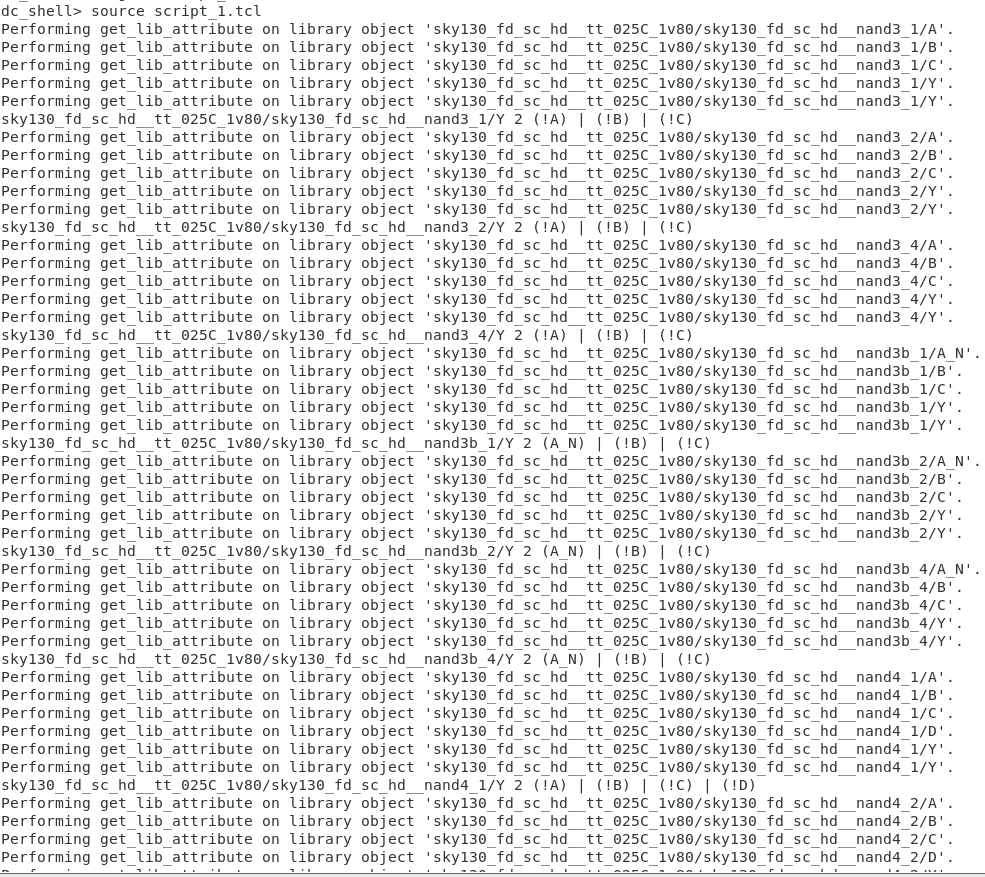 dc_shell> source script_1.tcl
Performing get_lib_attribute on library object 'sky130_fd_sc_hd__tt_025C_1v80/sky130_fd_sc_hd__nand3_1/A'.
Performing get_lib_attribute on library object 'sky130_fd_sc_hd__tt_025C_1v80/sky130_fd_sc_hd__nand3_1/B'.
Performing get_lib_attribute on library object 'sky130_fd_sc_hd__tt_025C_1v80/sky130_fd_sc_hd__nand3_1/C'.
Performing get_lib_attribute on library object 'sky130_fd_sc_hd__tt_025C_1v80/sky130_fd_sc_hd__nand3_1/Y'.
Performing get_lib_attribute on library object 'sky130_fd_sc_hd__tt_025C_1v80/sky130_fd_sc_hd__nand3_1/Y'.
sky130_fd_sc_hd__tt_025C_1v80/sky130_fd_sc_hd__nand3_1/Y 2 (!A) | (!B) | (!C)
Performing get_lib_attribute on library object 'sky130_fd_sc_hd__tt_025C_1v80/sky130_fd_sc_hd__nand3_2/A'.
Performing get_lib_attribute on library object 'sky130_fd_sc_hd__tt_025C_1v80/sky130_fd_sc_hd__nand3_2/B'.
Performing get_lib_attribute on library object 'sky130_fd_sc_hd__tt_025C_1v80/sky130_fd_sc_hd__nand3_2/C'.
Performing get_lib_attribute on library object 'sky130_fd_sc_hd__tt_025C_1v80/sky130_fd_sc_hd__nand3_2/Y'.
Performing get_lib_attribute on library object 'sky130_fd_sc_hd__tt_025C_1v80/sky130_fd_sc_hd__nand3_2/Y'.
sky130_fd_sc_hd__tt_025C_1v80/sky130_fd_sc_hd__nand3_2/Y 2 (!A) | (!B) | (!C)
Performing get_lib_attribute on library object 'sky130_fd_sc_hd__tt_025C_1v80/sky130_fd_sc_hd__nand3_4/A'.
Performing get_lib_attribute on library object 'sky130_fd_sc_hd__tt_025C_1v80/sky130_fd_sc_hd__nand3_4/B'.
Performing get_lib_attribute on library object 'sky130_fd_sc_hd__tt_025C_1v80/sky130_fd_sc_hd__nand3_4/C'.
Performing get_lib_attribute on library object 'sky130_fd_sc_hd__tt_025C_1v80/sky130_fd_sc_hd__nand3_4/Y'.
Performing get_lib_attribute on library object 'sky130_fd_sc_hd__tt_025C_1v80/sky130_fd_sc_hd__nand3_4/Y'.
sky130_fd_sc_hd__tt_025C_1v80/sky130_fd_sc_hd__nand3_4/Y 2 (!A) | (!B) | (!C)
Performing get_lib_attribute on library object 'sky130_fd_sc_hd__tt_025C_1v80/sky130_fd_sc_hd__nand3b_1/A_N'.
Performing get_lib_attribute on library object 'sky130_fd_sc_hd__tt_025C_1v80/sky130_fd_sc_hd__nand3b_1/B'.
Performing get_lib_attribute on library object 'sky130_fd_sc_hd__tt_025C_1v80/sky130_fd_sc_hd__nand3b_1/C'.
Performing get_lib_attribute on library object 'sky130_fd_sc_hd__tt_025C_1v80/sky130_fd_sc_hd__nand3b_1/Y'.
Performing get_lib_attribute on library object 'sky130_fd_sc_hd__tt_025C_1v80/sky130_fd_sc_hd__nand3b_1/Y'.
sky130_fd_sc_hd__tt_025C_1v80/sky130_fd_sc_hd__nand3b_1/Y 2 (A_N) | (!B) | (!C)
Performing get_lib_attribute on library object 'sky130_fd_sc_hd__tt_025C_1v80/sky130_fd_sc_hd__nand3b_2/A_N'.
Performing get_lib_attribute on library object 'sky130_fd_sc_hd__tt_025C_1v80/sky130_fd_sc_hd__nand3b_2/B'.
Performing get_lib_attribute on library object 'sky130_fd_sc_hd__tt_025C_1v80/sky130_fd_sc_hd__nand3b_2/C'.
Performing get_lib_attribute on library object 'sky130_fd_sc_hd__tt_025C_1v80/sky130_fd_sc_hd__nand3b_2/Y'.
Performing get_lib_attribute on library object 'sky130_fd_sc_hd__tt_025C_1v80/sky130_fd_sc_hd__nand3b_2/Y'.
sky130_fd_sc_hd__tt_025C_1v80/sky130_fd_sc_hd__nand3b_2/Y 2 (A_N) | (!B) | (!C)
Performing get_lib_attribute on library object 'sky130_fd_sc_hd__tt_025C_1v80/sky130_fd_sc_hd__nand3b_4/A_N'.
Performing get_lib_attribute on library object 'sky130_fd_sc_hd__tt_025C_1v80/sky130_fd_sc_hd__nand3b_4/B'.
Performing get_lib_attribute on library object 'sky130_fd_sc_hd__tt_025C_1v80/sky130_fd_sc_hd__nand3b_4/C'.
Performing get_lib_attribute on library object 'sky130_fd_sc_hd__tt_025C_1v80/sky130_fd_sc_hd__nand3b_4/Y'.
Performing get_lib_attribute on library object 'sky130_fd_sc_hd__tt_025C_1v80/sky130_fd_sc_hd__nand3b_4/Y'.
sky130_fd_sc_hd__tt_025C_1v80/sky130_fd_sc_hd__nand3b_4/Y 2 (A_N) | (!B) | (!C)
Performing get_lib_attribute on library object 'sky130_fd_sc_hd__tt_025C_1v80/sky130_fd_sc_hd__nand4_1/A'.
Performing get_lib_attribute on library object 'sky130_fd_sc_hd__tt_025C_1v80/sky130_fd_sc_hd__nand4_1/B'.
Performing get_lib_attribute on library object 'sky130_fd_sc_hd__tt_025C_1v80/sky130_fd_sc_hd__nand4_1/C'.
Performing get_lib_attribute on library object 'sky130_fd_sc_hd__tt_025C_1v80/sky130_fd_sc_hd__nand4_1/D'.
Performing get_lib_attribute on library object 'sky130_fd_sc_hd__tt_025C_1v80/sky130_fd_sc_hd__nand4_1/Y'.
Performing get_lib_attribute on library object 'sky130_fd_sc_hd__tt_025C_1v80/sky130_fd_sc_hd__nand4_1/Y'.
sky130_fd_sc_hd__tt_025C_1v80/sky130_fd_sc_hd__nand4_1/Y 2 (!A) | (!B) | (!C) | (!D)
Performing get_lib_attribute on library object 'sky130_fd_sc_hd__tt_025C_1v80/sky130_fd_sc_hd__nand4_2/A'.
Performing get_lib_attribute on library object 'sky130_fd_sc_hd__tt_025C_1v80/sky130_fd_sc_hd__nand4_2/B'.
Performing get_lib_attribute on library object 'sky130_fd_sc_hd__tt_025C_1v80/sky130_fd_sc_hd__nand4_2/C'.
Performing get_lib_attribute on library object 'sky130_fd_sc_hd__tt_025C_1v80/sky130_fd_sc_hd__nand4_2/D'.